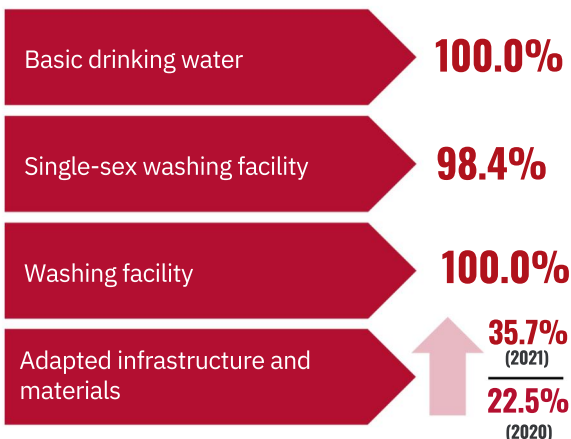 Basic drinking water
100.0%
Single-sex washing facility
98.4%
Washing facility
100.0%
Adapted infrastructure and
materials
35.7%
(2021)
22.5%
(2020)